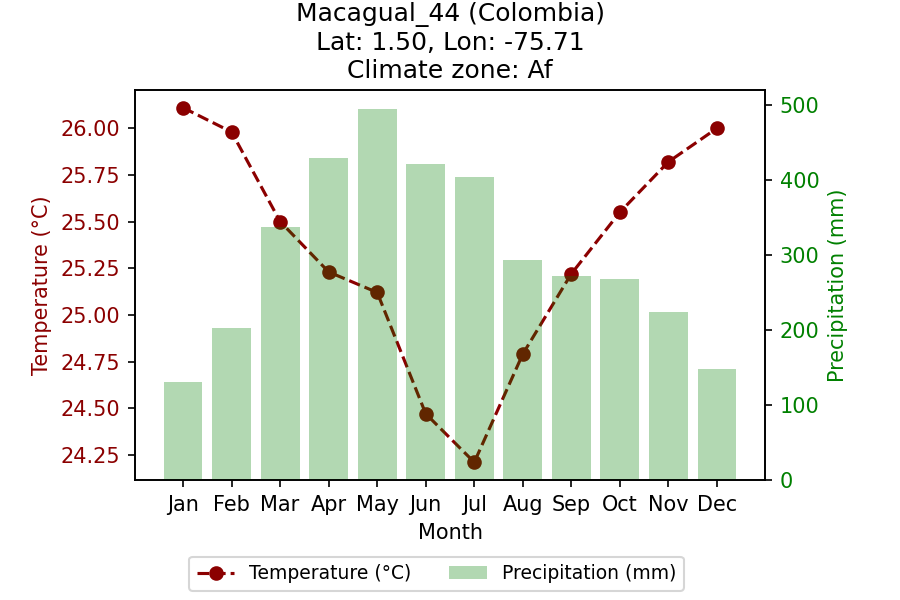 Macagual_44 (Colombia)
Lat: 1.50, Lon: -75.71
Climate zone: Af
Temperature (°C)
26.00
25.75
25.50
25.25
25.00
24.75
24.50
24.25
500
400
300
200
100
0
Precipitation (mm)
Jan Feb Mar Apr May Jun Jul Aug Sep Oct Nov Dec
Month
Temperature (°C) Precipitation (mm)